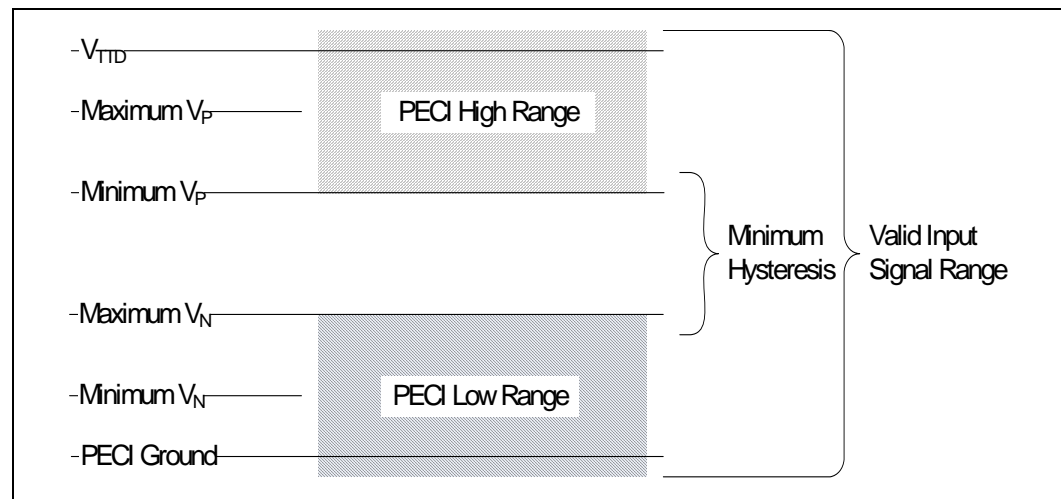 V_TTD
Maximum V_P
PECI High Range
Minimum V_P
Minimum
Hysteresis
Valid Input
Signal Range
Maximum V_N
Minimum V_N
PECI Low Range
PECI Ground